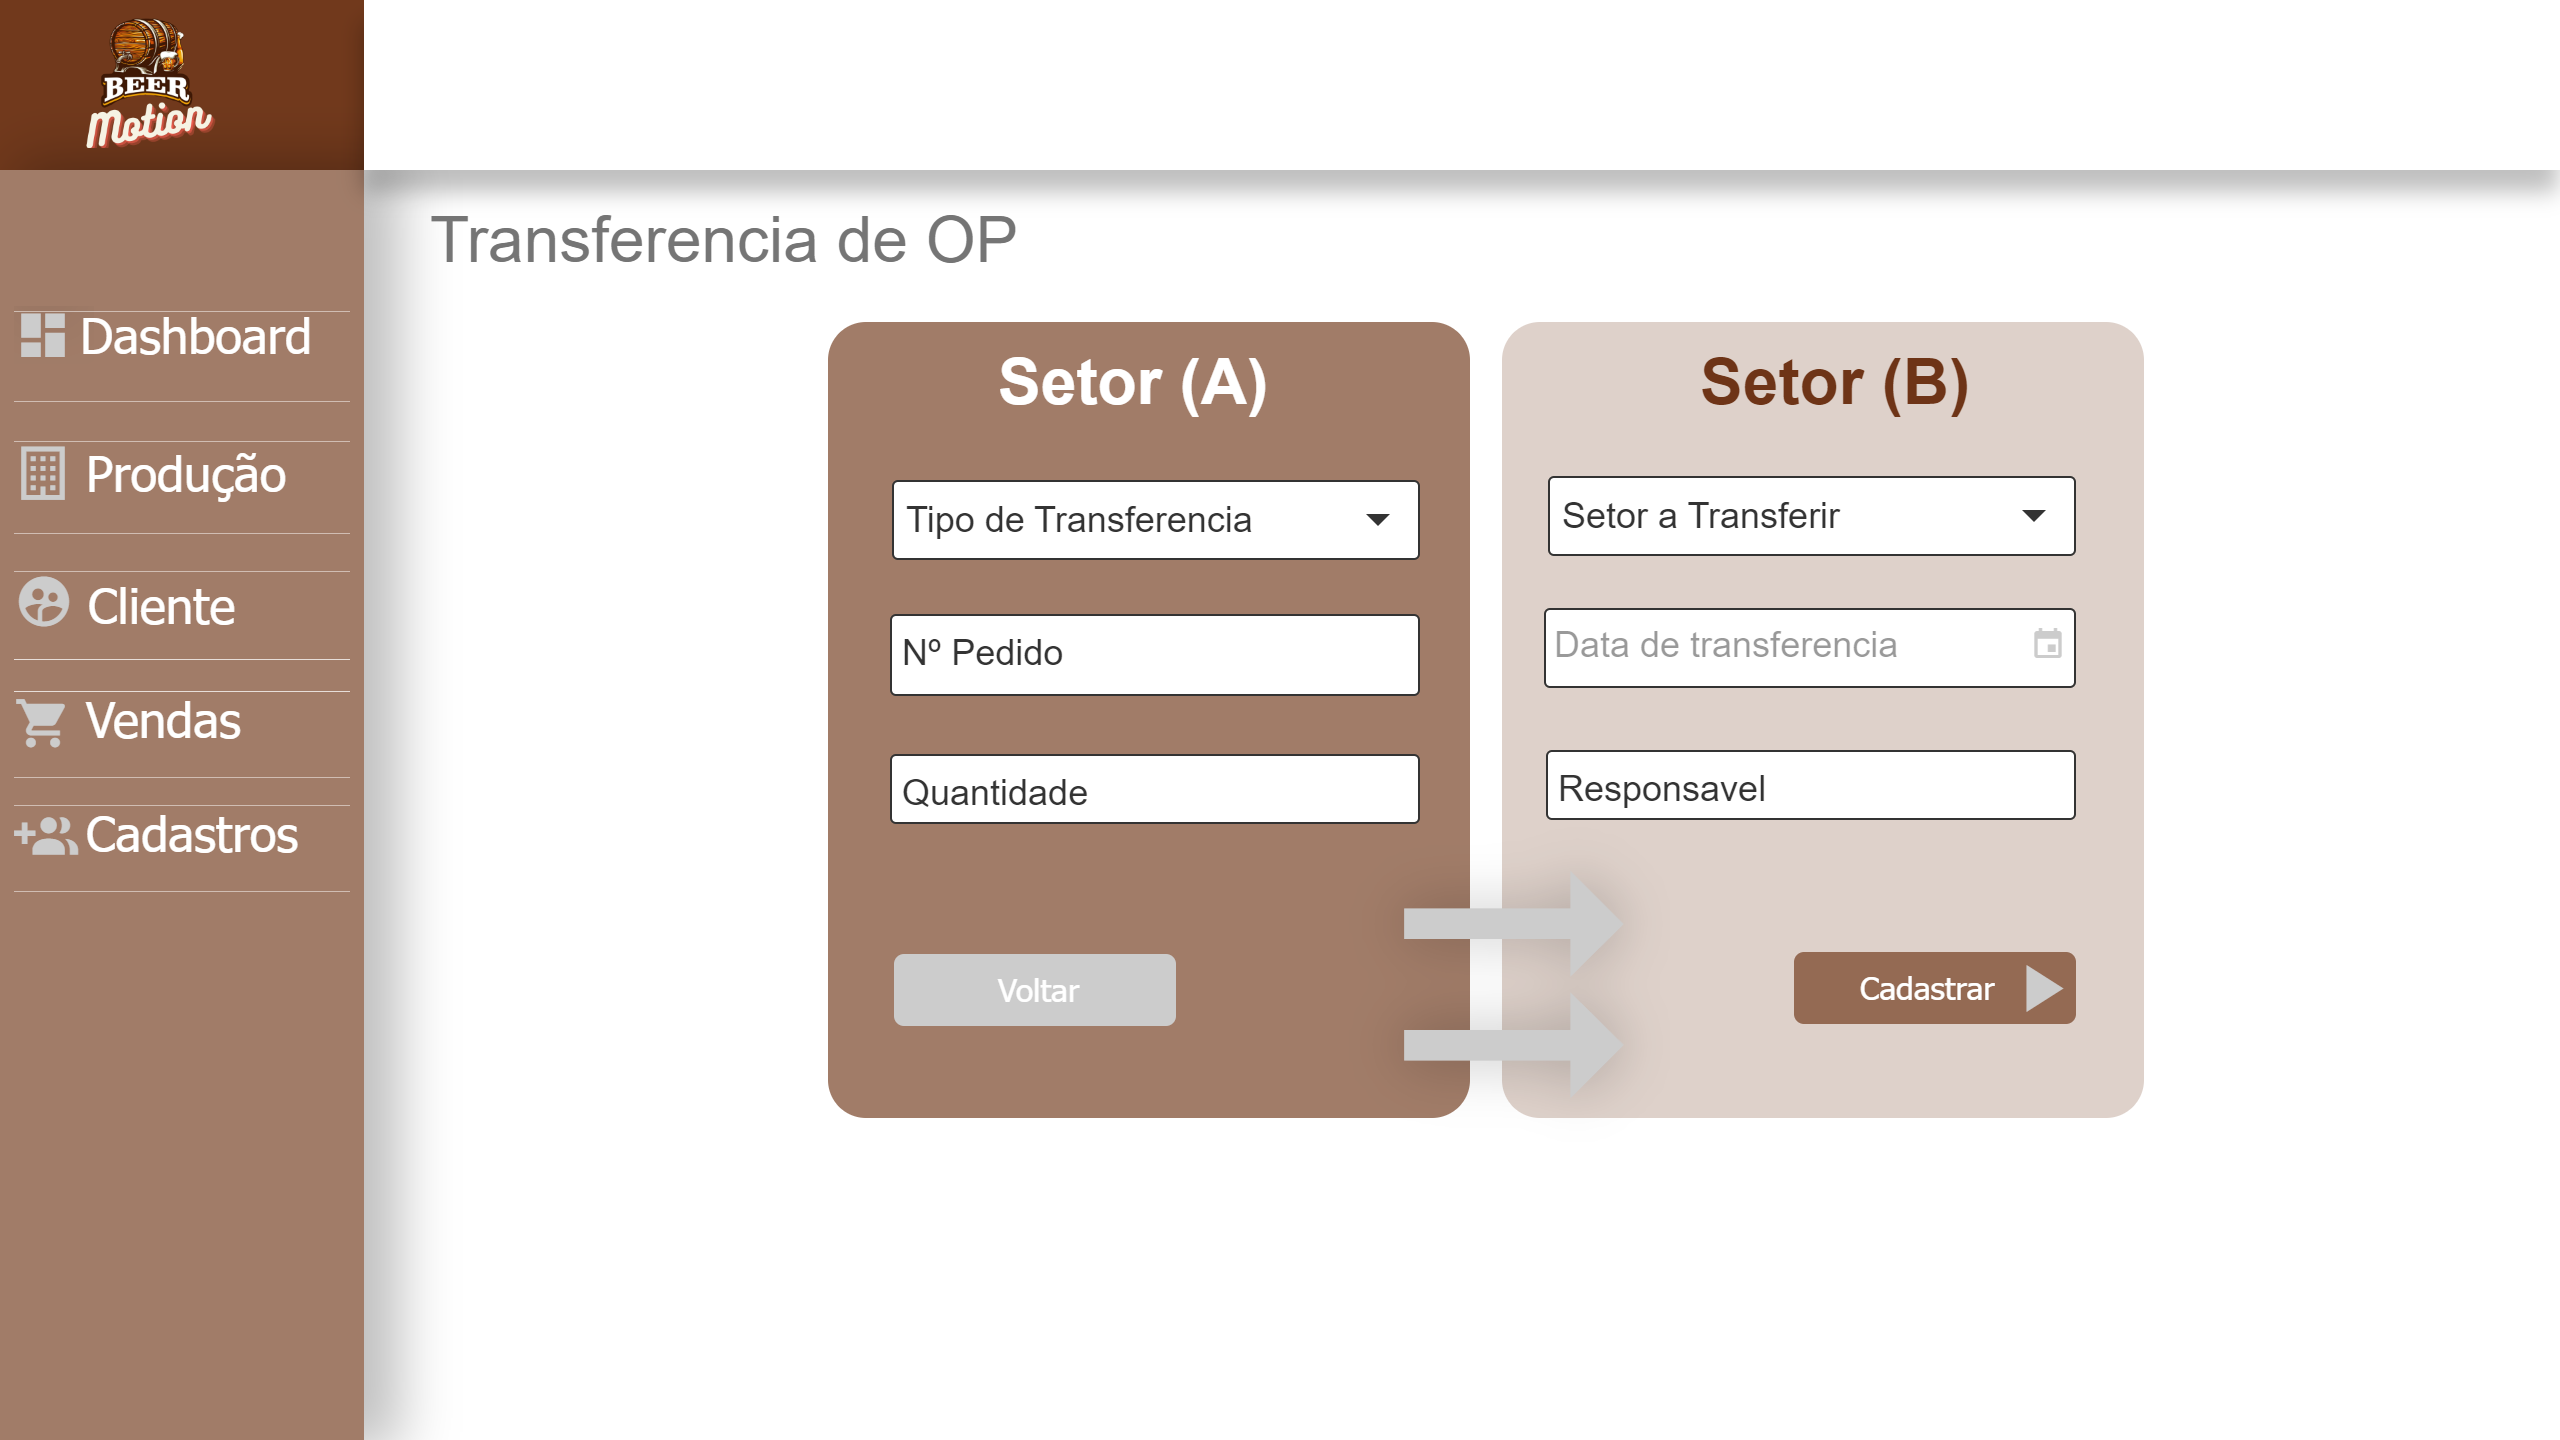 BEER
Motion
Transferencia de OP
Dashboard
Produção
Cliente
Vendas
Cadastros
Setor (A)
Tipo de Transferencia
Nº Pedido
Quantidade
Voltar
Setor (B)
Setor a Transferir
Data de transferencia
Responsavel
Cadastrar